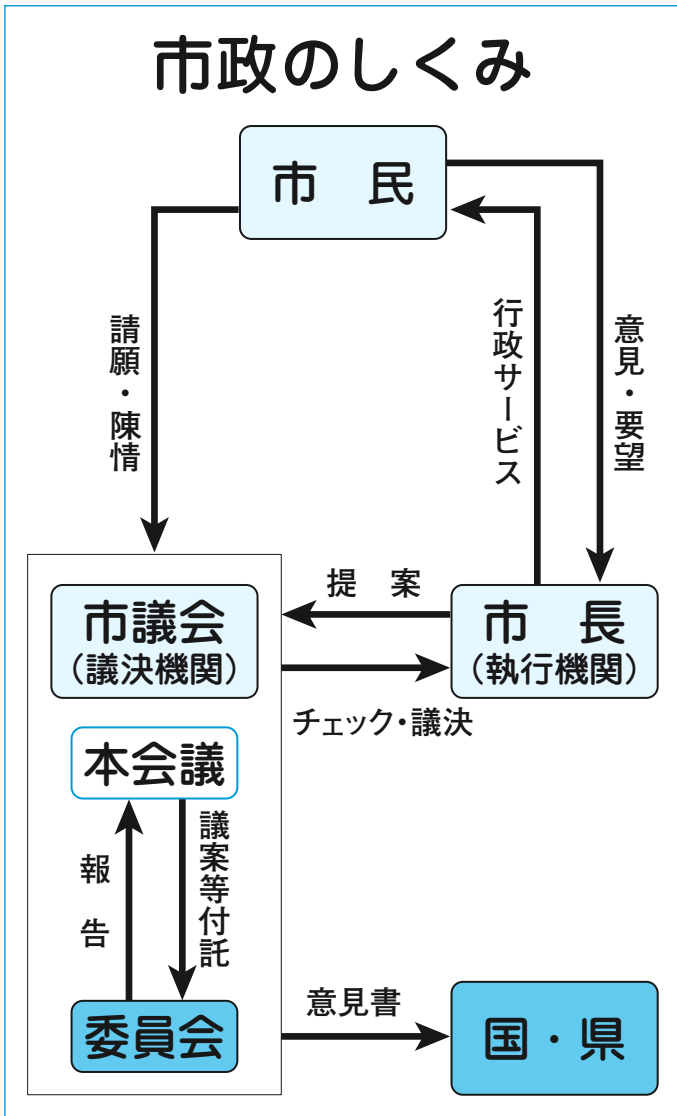 市政のしくみ
市　民
請願・陳情
行政サービス
意見・要望
市議会
（議決機関）
提　案
市　長
（執行機関）
チェック・議決
本会議
報　告
議案等付託
委員会
意見書
国・県